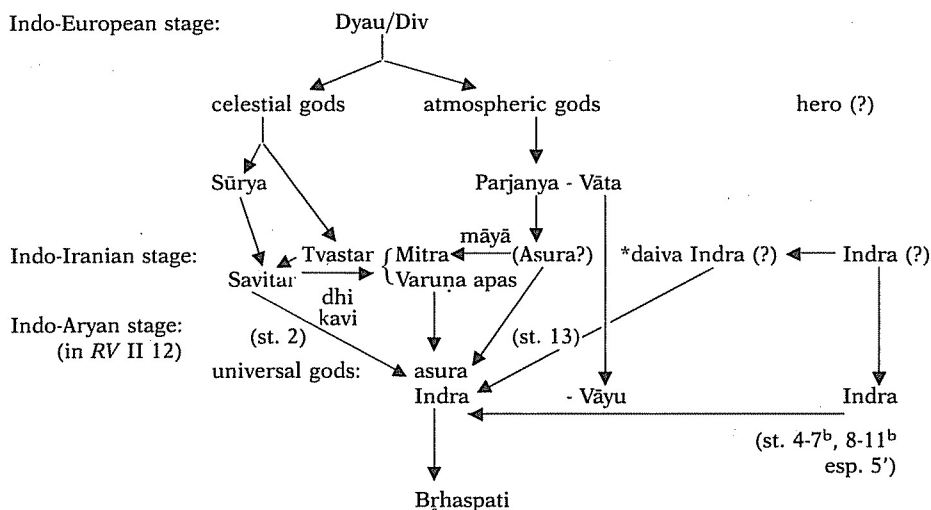 Indo-European stage: Dyau/Div
celestial gods atmospheric gods hero (?)
Sūrya Parjanya - Vāta
māyā
Indo-Iranian stage: Tvastar { Mitra (Asura?) *daiva Indra (?) Indra (?)
Savitar Varuṇa apas
dhi
kavi
Indo-Aryan stage: (st. 2) (st. 13)
(in RV II 12)
universal gods: asura
Indra - Vāyu Indra
(st. 4-7ᵇ, 8-11ᵇ
esp. 5')
Bṛhaspati